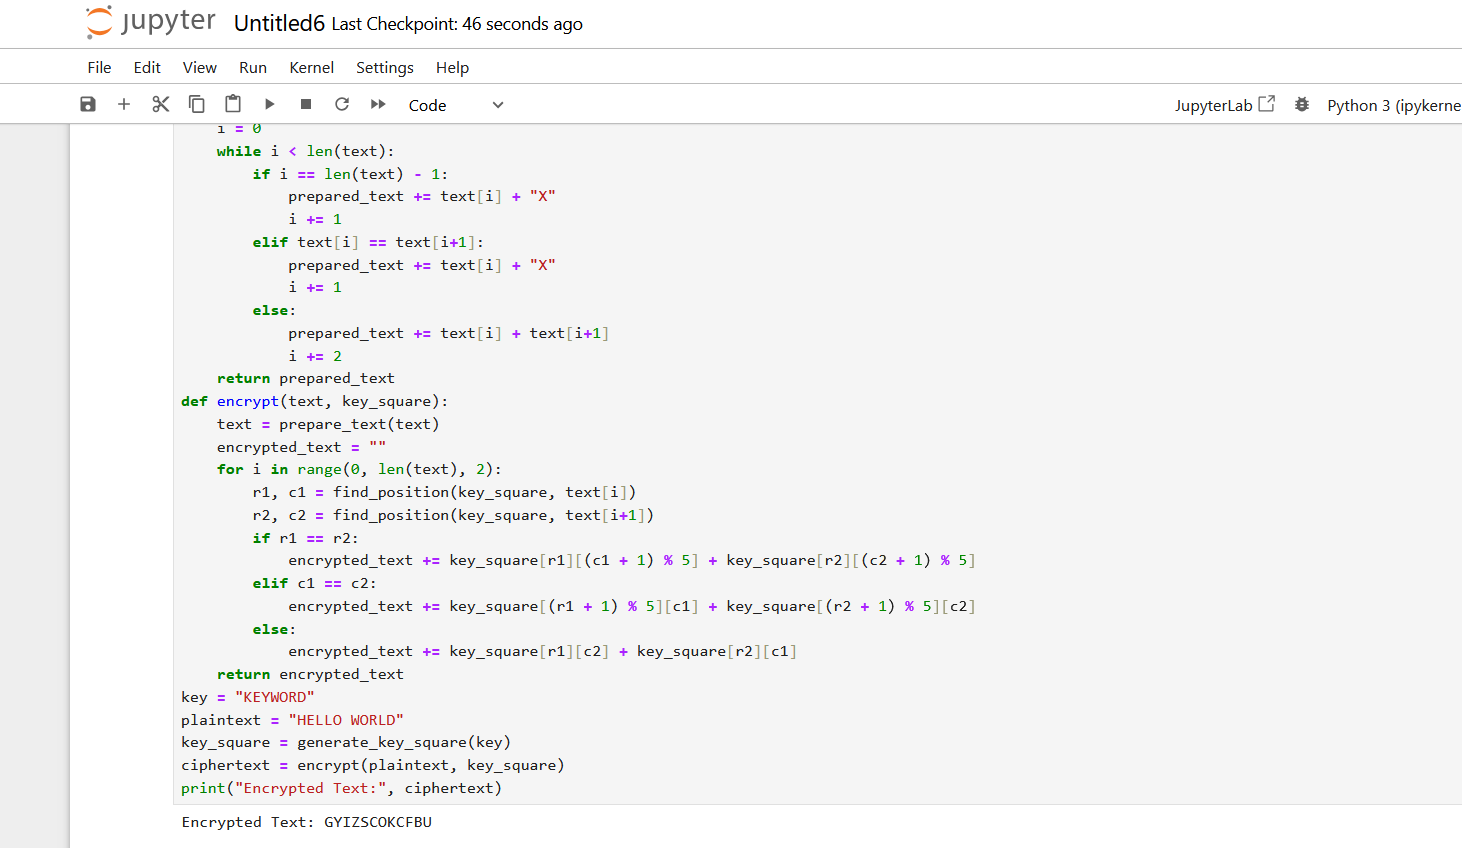 jupyter Untitled6 Last Checkpoint: 46 seconds ago
File Edit View Run Kernel Settings Help
Code JupyterLab Python 3 (ipykerne
i = 0
while i < len(text):
if i == len(text) - 1:
prepared_text += text[i] + "X"
i += 1
elif text[i] == text[i+1]:
prepared_text += text[i] + "X"
i += 1
else:
prepared_text += text[i] + text[i+1]
i += 2
return prepared_text
def encrypt(text, key_square):
text = prepare_text(text)
encrypted_text = ""
for i in range(0, len(text), 2):
r1, c1 = find_position(key_square, text[i])
r2, c2 = find_position(key_square, text[i+1])
if r1 == r2:
encrypted_text += key_square[r1][(c1 + 1) % 5] + key_square[r2][(c2 + 1) % 5]
elif c1 == c2:
encrypted_text += key_square[(r1 + 1) % 5][c1] + key_square[(r2 + 1) % 5][c2]
else:
encrypted_text += key_square[r1][c2] + key_square[r2][c1]
return encrypted_text
key = "KEYWORD"
plaintext = "HELLO WORLD"
key_square = generate_key_square(key)
ciphertext = encrypt(plaintext, key_square)
print("Encrypted Text:", ciphertext)
Encrypted Text: GYIZSCOKCFBU